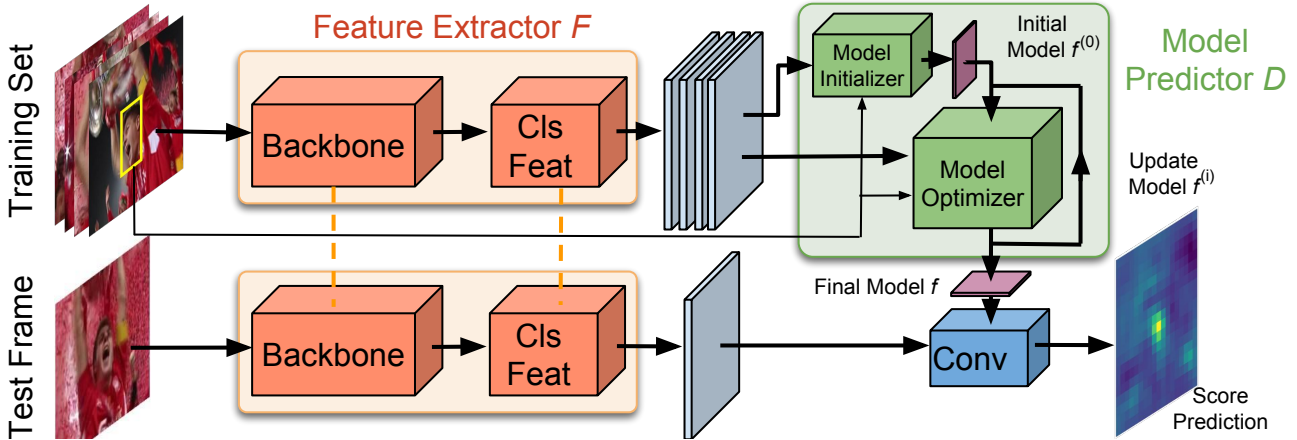 Training Set
Feature Extractor F
Backbone
Cls
Feat
Model
Initializer
Initial
Model f(0)
Model
Predictor D
Model
Optimizer
Update
Model f(i)
Test Frame
Backbone
Cls
Feat
Final Model f
Conv
Score
Prediction